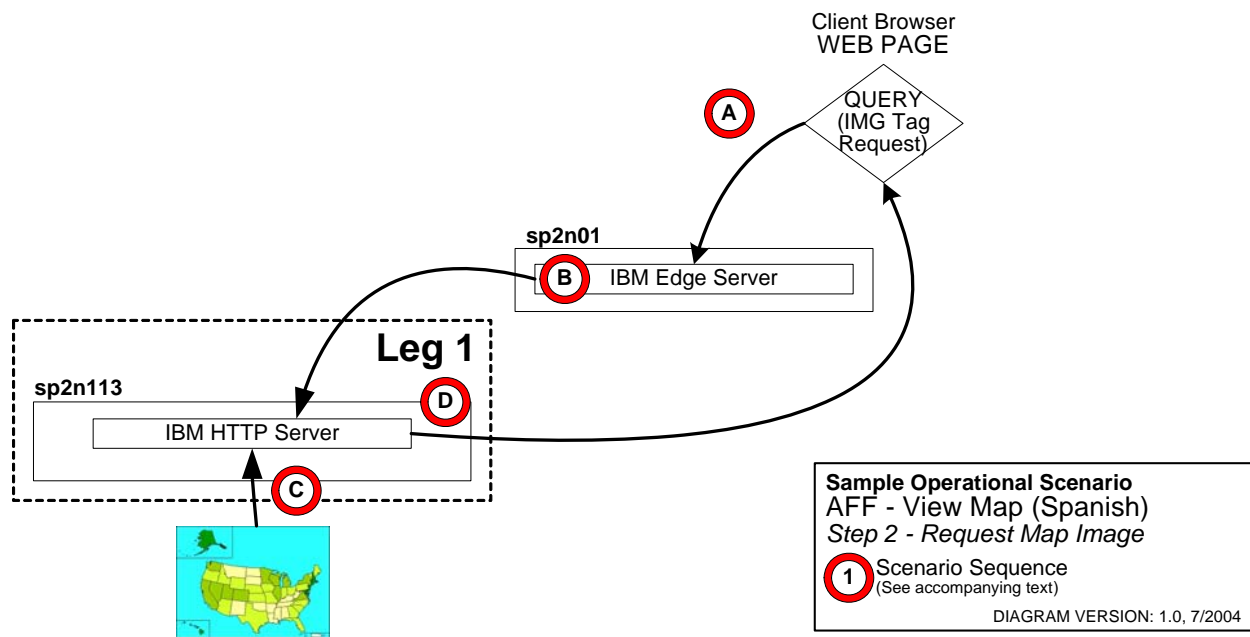 Client Browser
WEB PAGE
A
QUERY
(IMG Tag
Request)
sp2n01
B
IBM Edge Server
Leg 1
sp2n113
D
IBM HTTP Server
C
Sample Operational Scenario
AFF - View Map (Spanish)
Step 2 - Request Map Image
1
Scenario Sequence
(See accompanying text)
DIAGRAM VERSION: 1.0, 7/2004